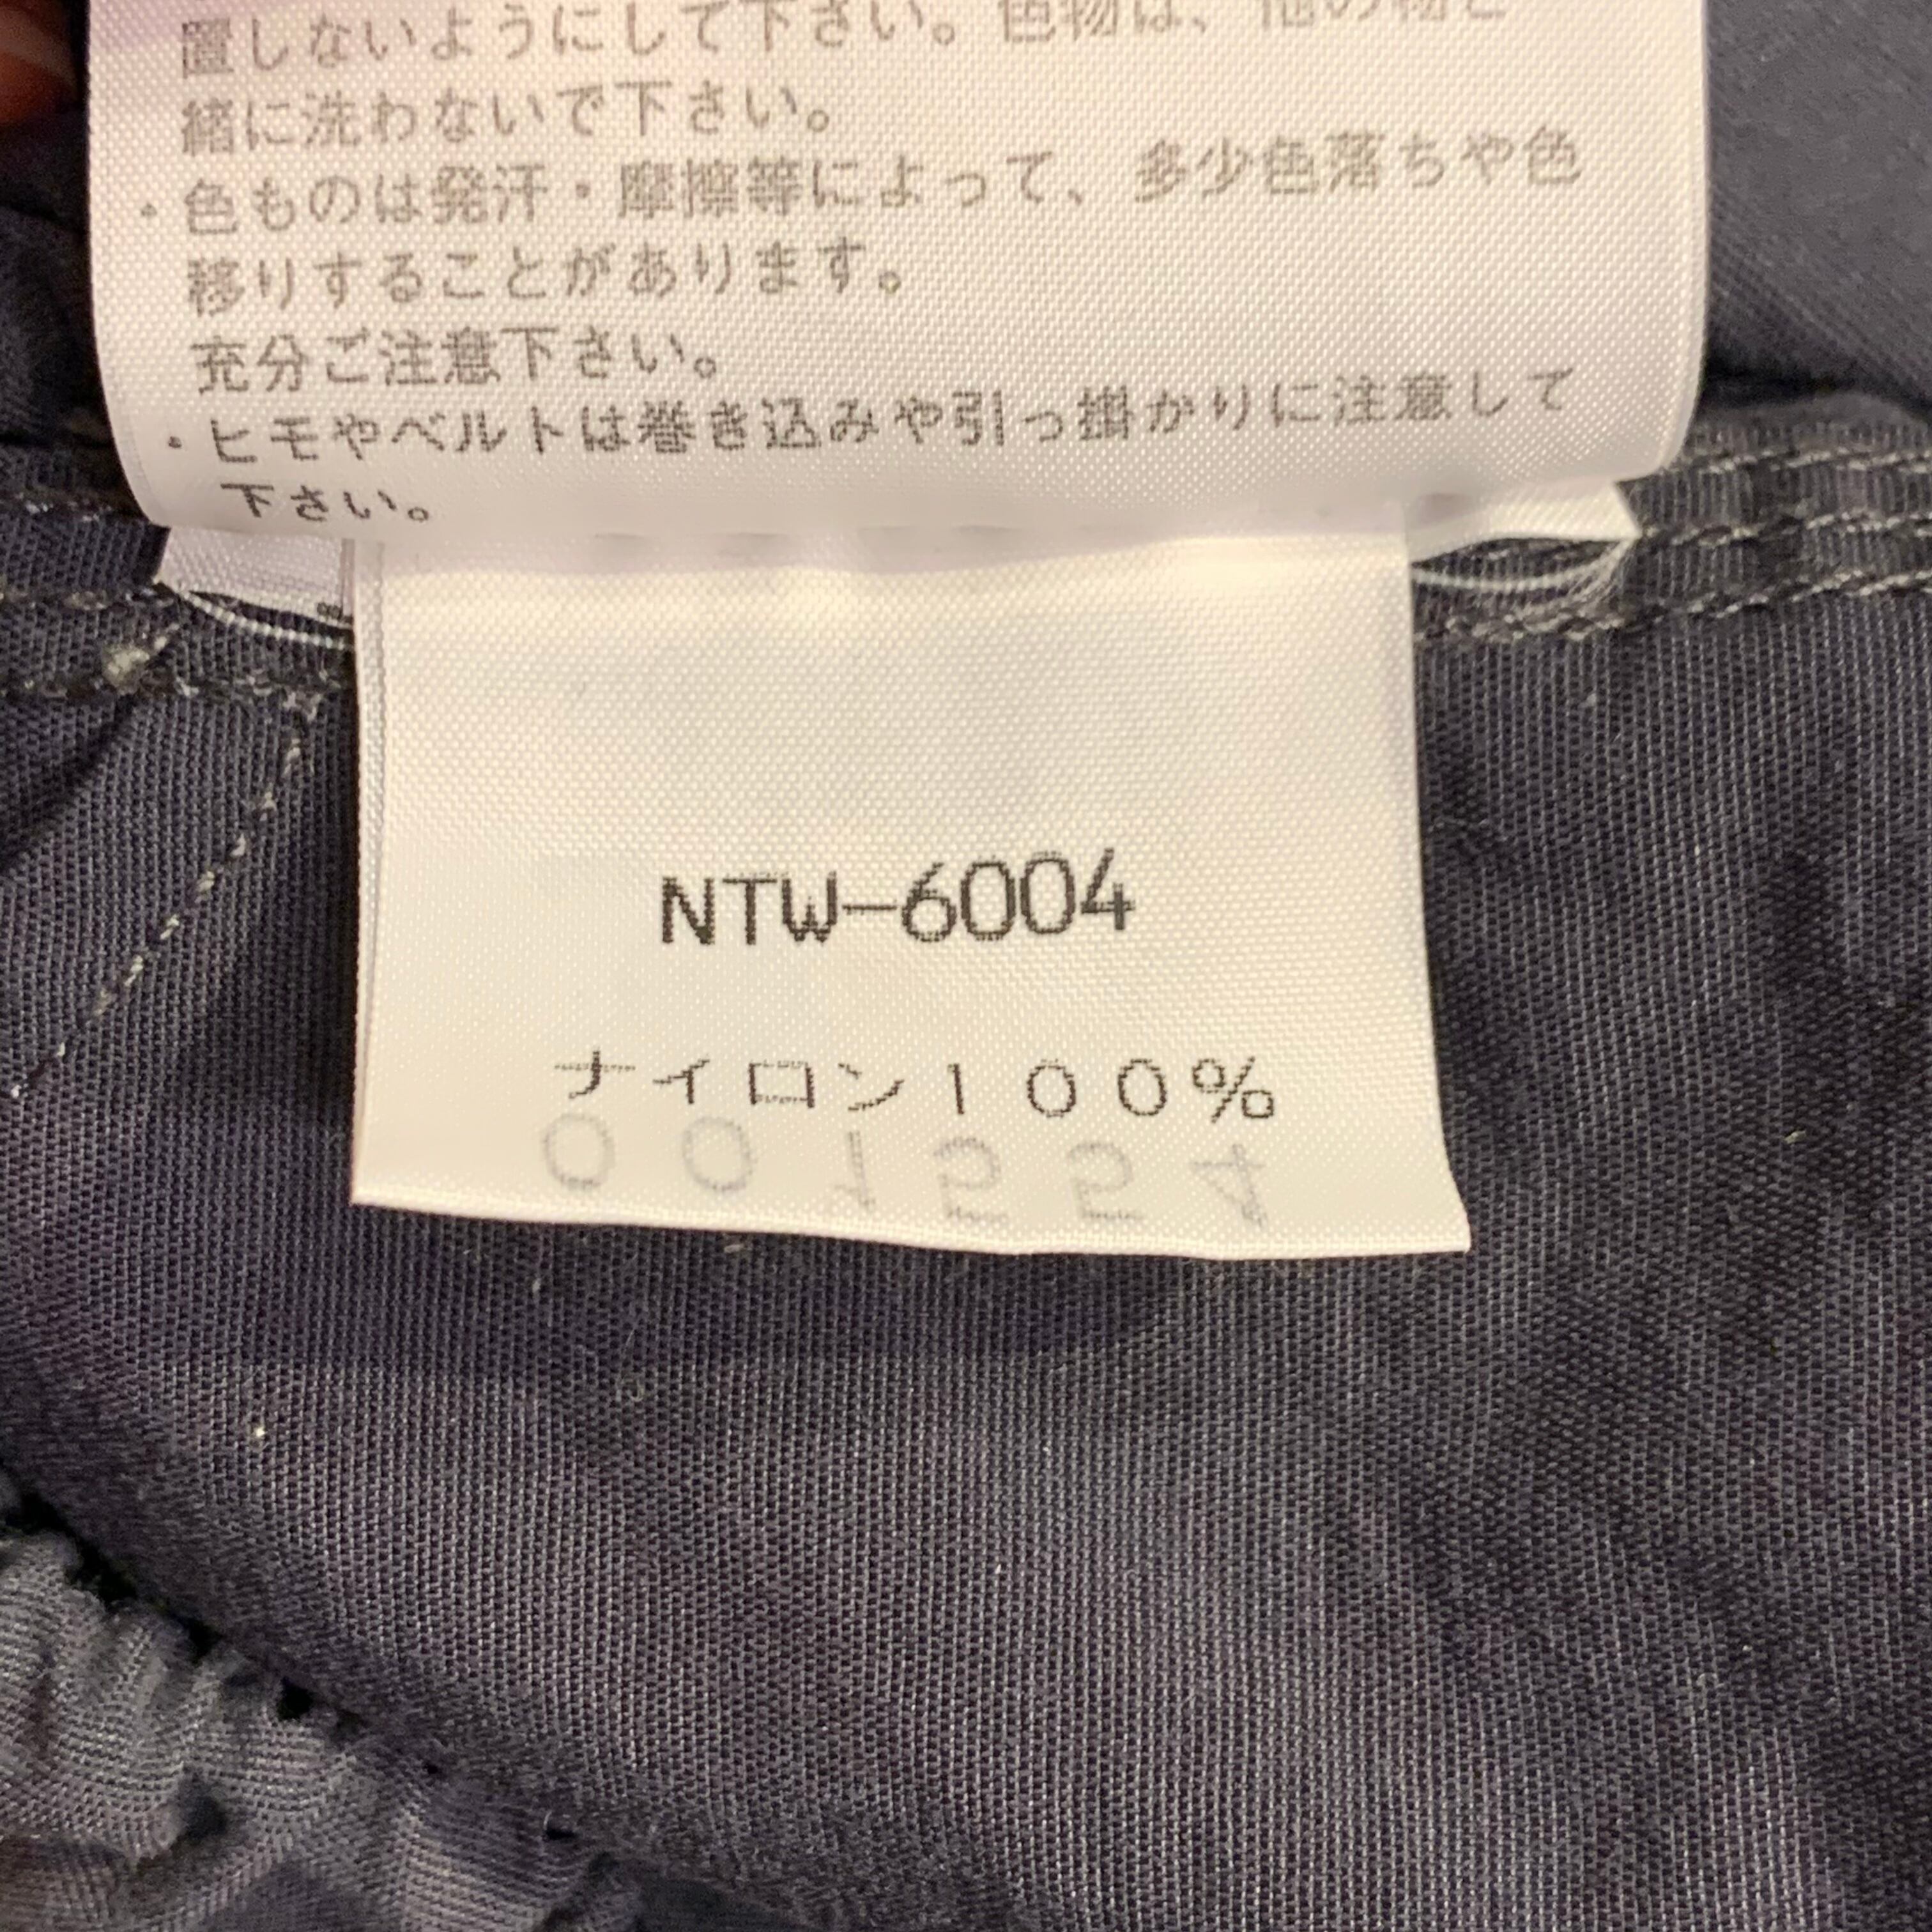 置しないようにして下さい。色物は、他の物と
緒に洗わないで下さい。
・色ものは発汗・摩擦等によって、多少色落ちや色
移りすることがあります。
充分ご注意下さい。
・ヒモやベルトは巻き込みや引っ掛かりに注意して
下さい。
NTW-6004
ナイロン100%
001554